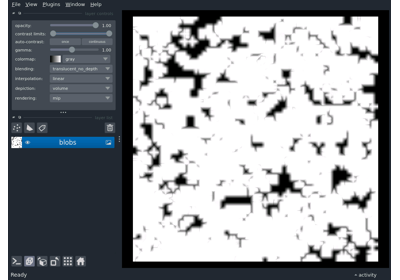 File View Plugins Window Help
opacity: 1.00
contrast limits:
auto-contrast: once continuous
gamma: 1.00
colormap: gray
blending: translucent_no_depth
interpolation: linear
depiction: volume
rendering: mip
blobs
Ready
activity